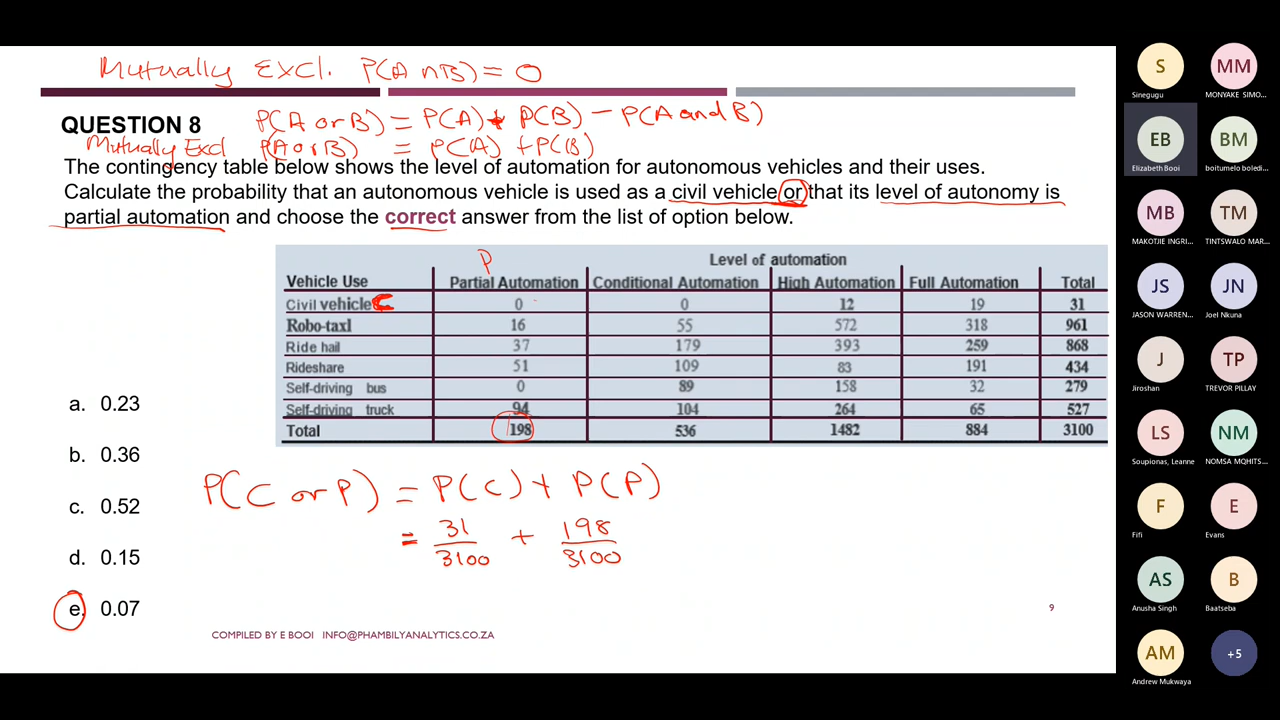 Mutually Excl. P(A ∩ B) = 0
QUESTION 8
P(A or B) = P(A) + P(B) - P(A and B)
Mutually Excl P(A or B) = P(A) + P(B)
The contingency table below shows the level of automation for autonomous vehicles and their uses.
Calculate the probability that an autonomous vehicle is used as a civil vehicle or that its level of autonomy is
partial automation and choose the correct answer from the list of option below.
P
Level of automation
Vehicle Use Partial Automation Conditional Automation High Automation Full Automation Total
Civil vehicle C 0 0 12 19 31
Robo-taxi 16 55 572 318 961
Ride hail 37 179 393 259 868
Rideshare 51 109 83 191 434
Self-driving bus 0 89 158 32 279
Self-driving truck 94 104 264 65 527
Total 198 536 1482 884 3100
a. 0.23
b. 0.36
c. 0.52
d. 0.15
e. 0.07
P(C or P) = P(C) + P(P)
= 31/3100 + 198/3100
9
COMPILED BY E BOOI INFO@PHAMBILYANALYTICS.CO.ZA
S MM
Sinegugu MONYAKE SIMO...
EB BM
Elizabeth Booi boitumelo boledi...
MB TM
MAKOTJIE INGRI... TINTSWALO MAR...
JS JN
JASON WARREN... Joel Nkuna
J TP
Jiroshan TREVOR PILLAY
LS NM
Soupionas, Leanne NOMSA MQHITS...
F E
Fifi Evans
AS B
Anusha Singh Baatseba
AM +5
Andrew Mukwaya